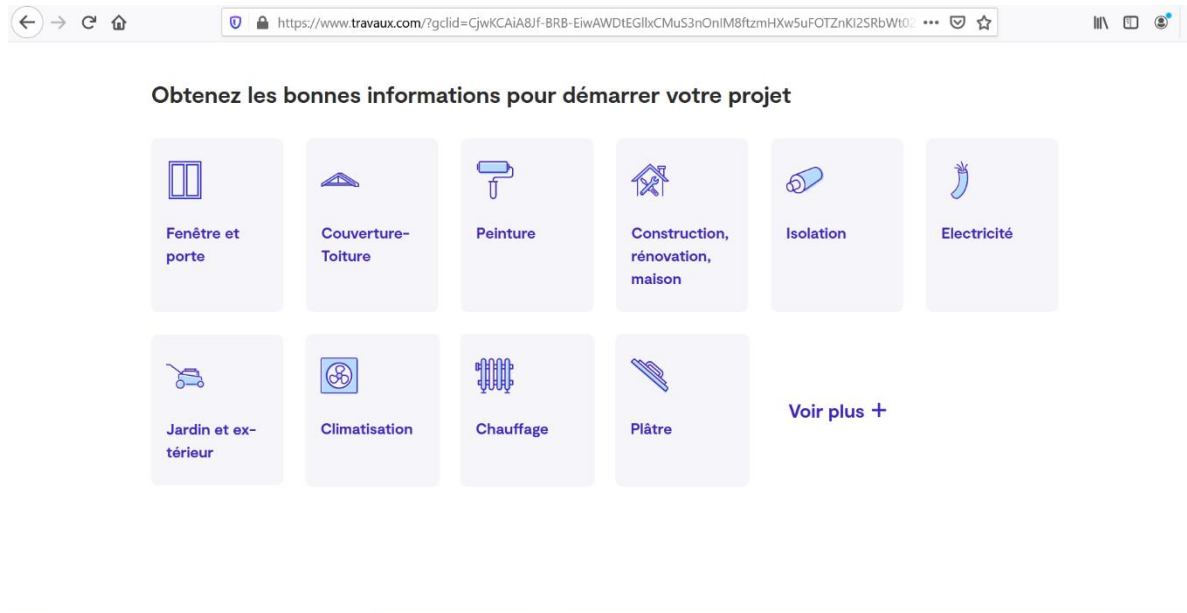 https://www.travaux.com/?gclid=CjwKCAiA8Jf-BRB-EiwAWDtEGllxCMuS3nOnIM8ftzmHXw5uFOTZnKI2SRbWt02
Obtenez les bonnes informations pour démarrer votre projet
Fenêtre et
porte
Couverture-
Toiture
Peinture
Construction,
rénovation,
maison
Isolation
Electricité
Jardin et ex-
térieur
Climatisation
Chauffage
Plâtre
Voir plus +